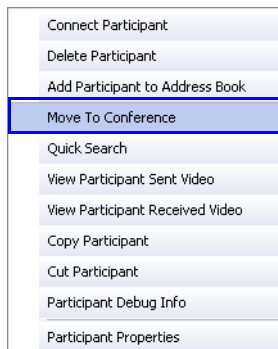 Connect Participant
Delete Participant
Add Participant to Address Book
Move To Conference
Quick Search
View Participant Sent Video
View Participant Received Video
Copy Participant
Cut Participant
Participant Debug Info
Participant Properties